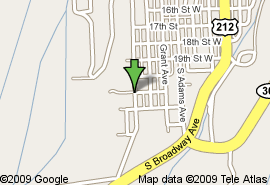 16th St W
17th St
18th St W
19th St W
212
Grant Ave
S Adams Ave
30
S Broadway Ave
©2009 Google
Map data ©2009 Tele Atlas